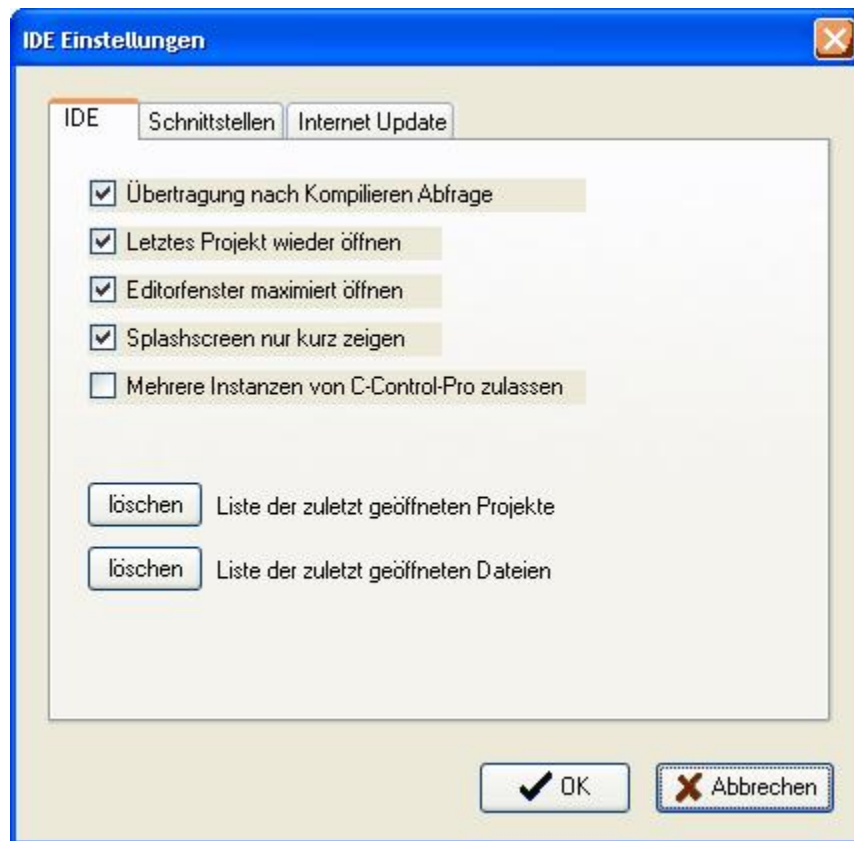 IDE Einstellungen
IDE Schnittstellen Internet Update
Übertragung nach Kompilieren Abfrage
Letztes Projekt wieder öffnen
Editorfenster maximiert öffnen
Splashscreen nur kurz zeigen
Mehrere Instanzen von C-Control-Pro zulassen
löschen Liste der zuletzt geöffneten Projekte
löschen Liste der zuletzt geöffneten Dateien
OK Abbrechen